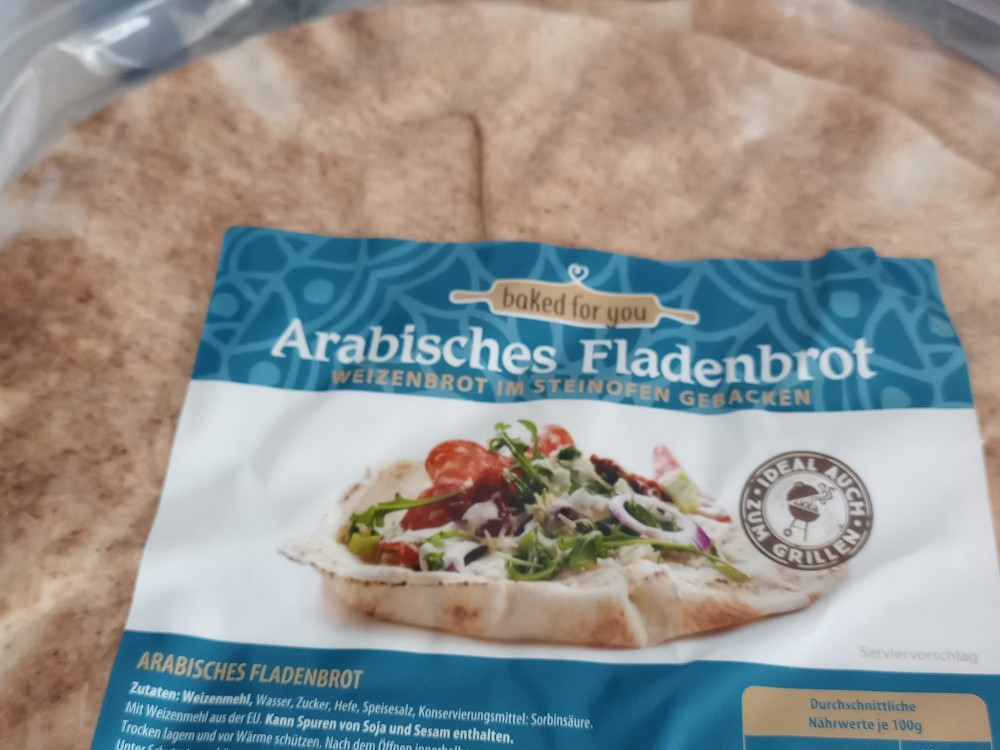 baked for you
Arabisches Fladenbrot
WEIZENBROT IM STEINOFEN GEBACKEN
IDEAL AUCH
ZUM GRILLEN
Serviervorschlag
ARABISCHES FLADENBROT
Zutaten: Weizenmehl, Wasser, Zucker, Hefe, Speisesalz, Konservierungsmittel: Sorbinsäure.
Mit Weizenmehl aus der EU. Kann Spuren von Soja und Sesam enthalten.
Trocken lagern und vor Wärme schützen. Nach dem Öffnen
Unter
Durchschnittliche
Nährwerte je 100g